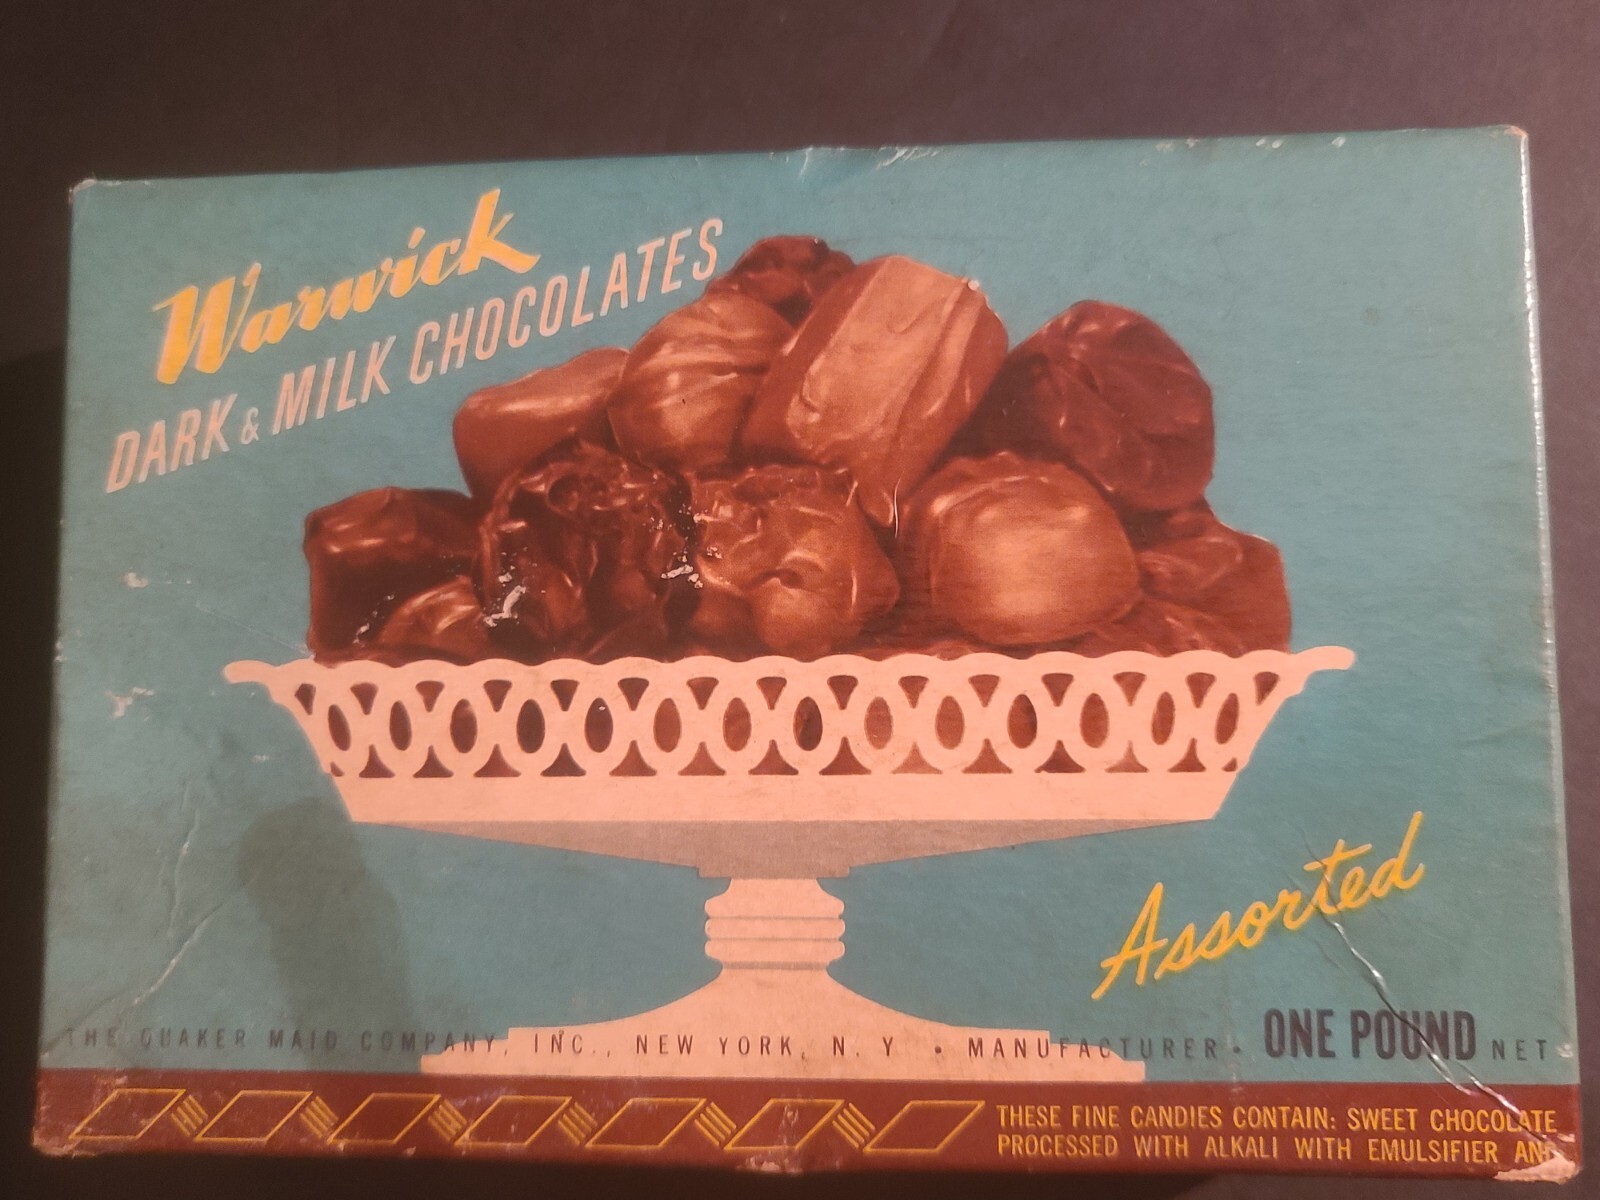 Warwick
DARK & MILK CHOCOLATES
Assorted
THE QUAKER MAID COMPANY, INC., NEW YORK, N. Y • MANUFACTURER • ONE POUND NET
THESE FINE CANDIES CONTAIN: SWEET CHOCOLATE
PROCESSED WITH ALKALI WITH EMULSIFIER AND